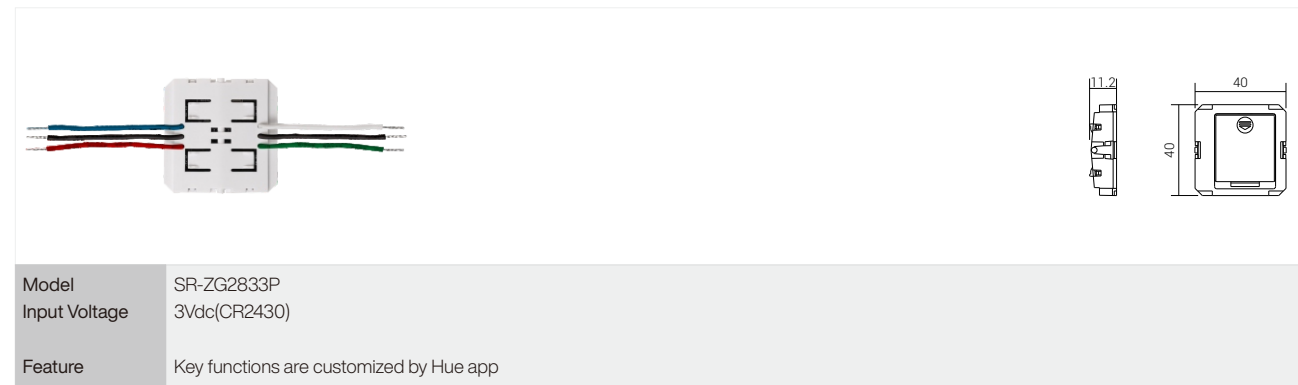 11.2
40
40
Model SR-ZG2833P
Input Voltage 3Vdc(CR2430)
Feature Key functions are customized by Hue app